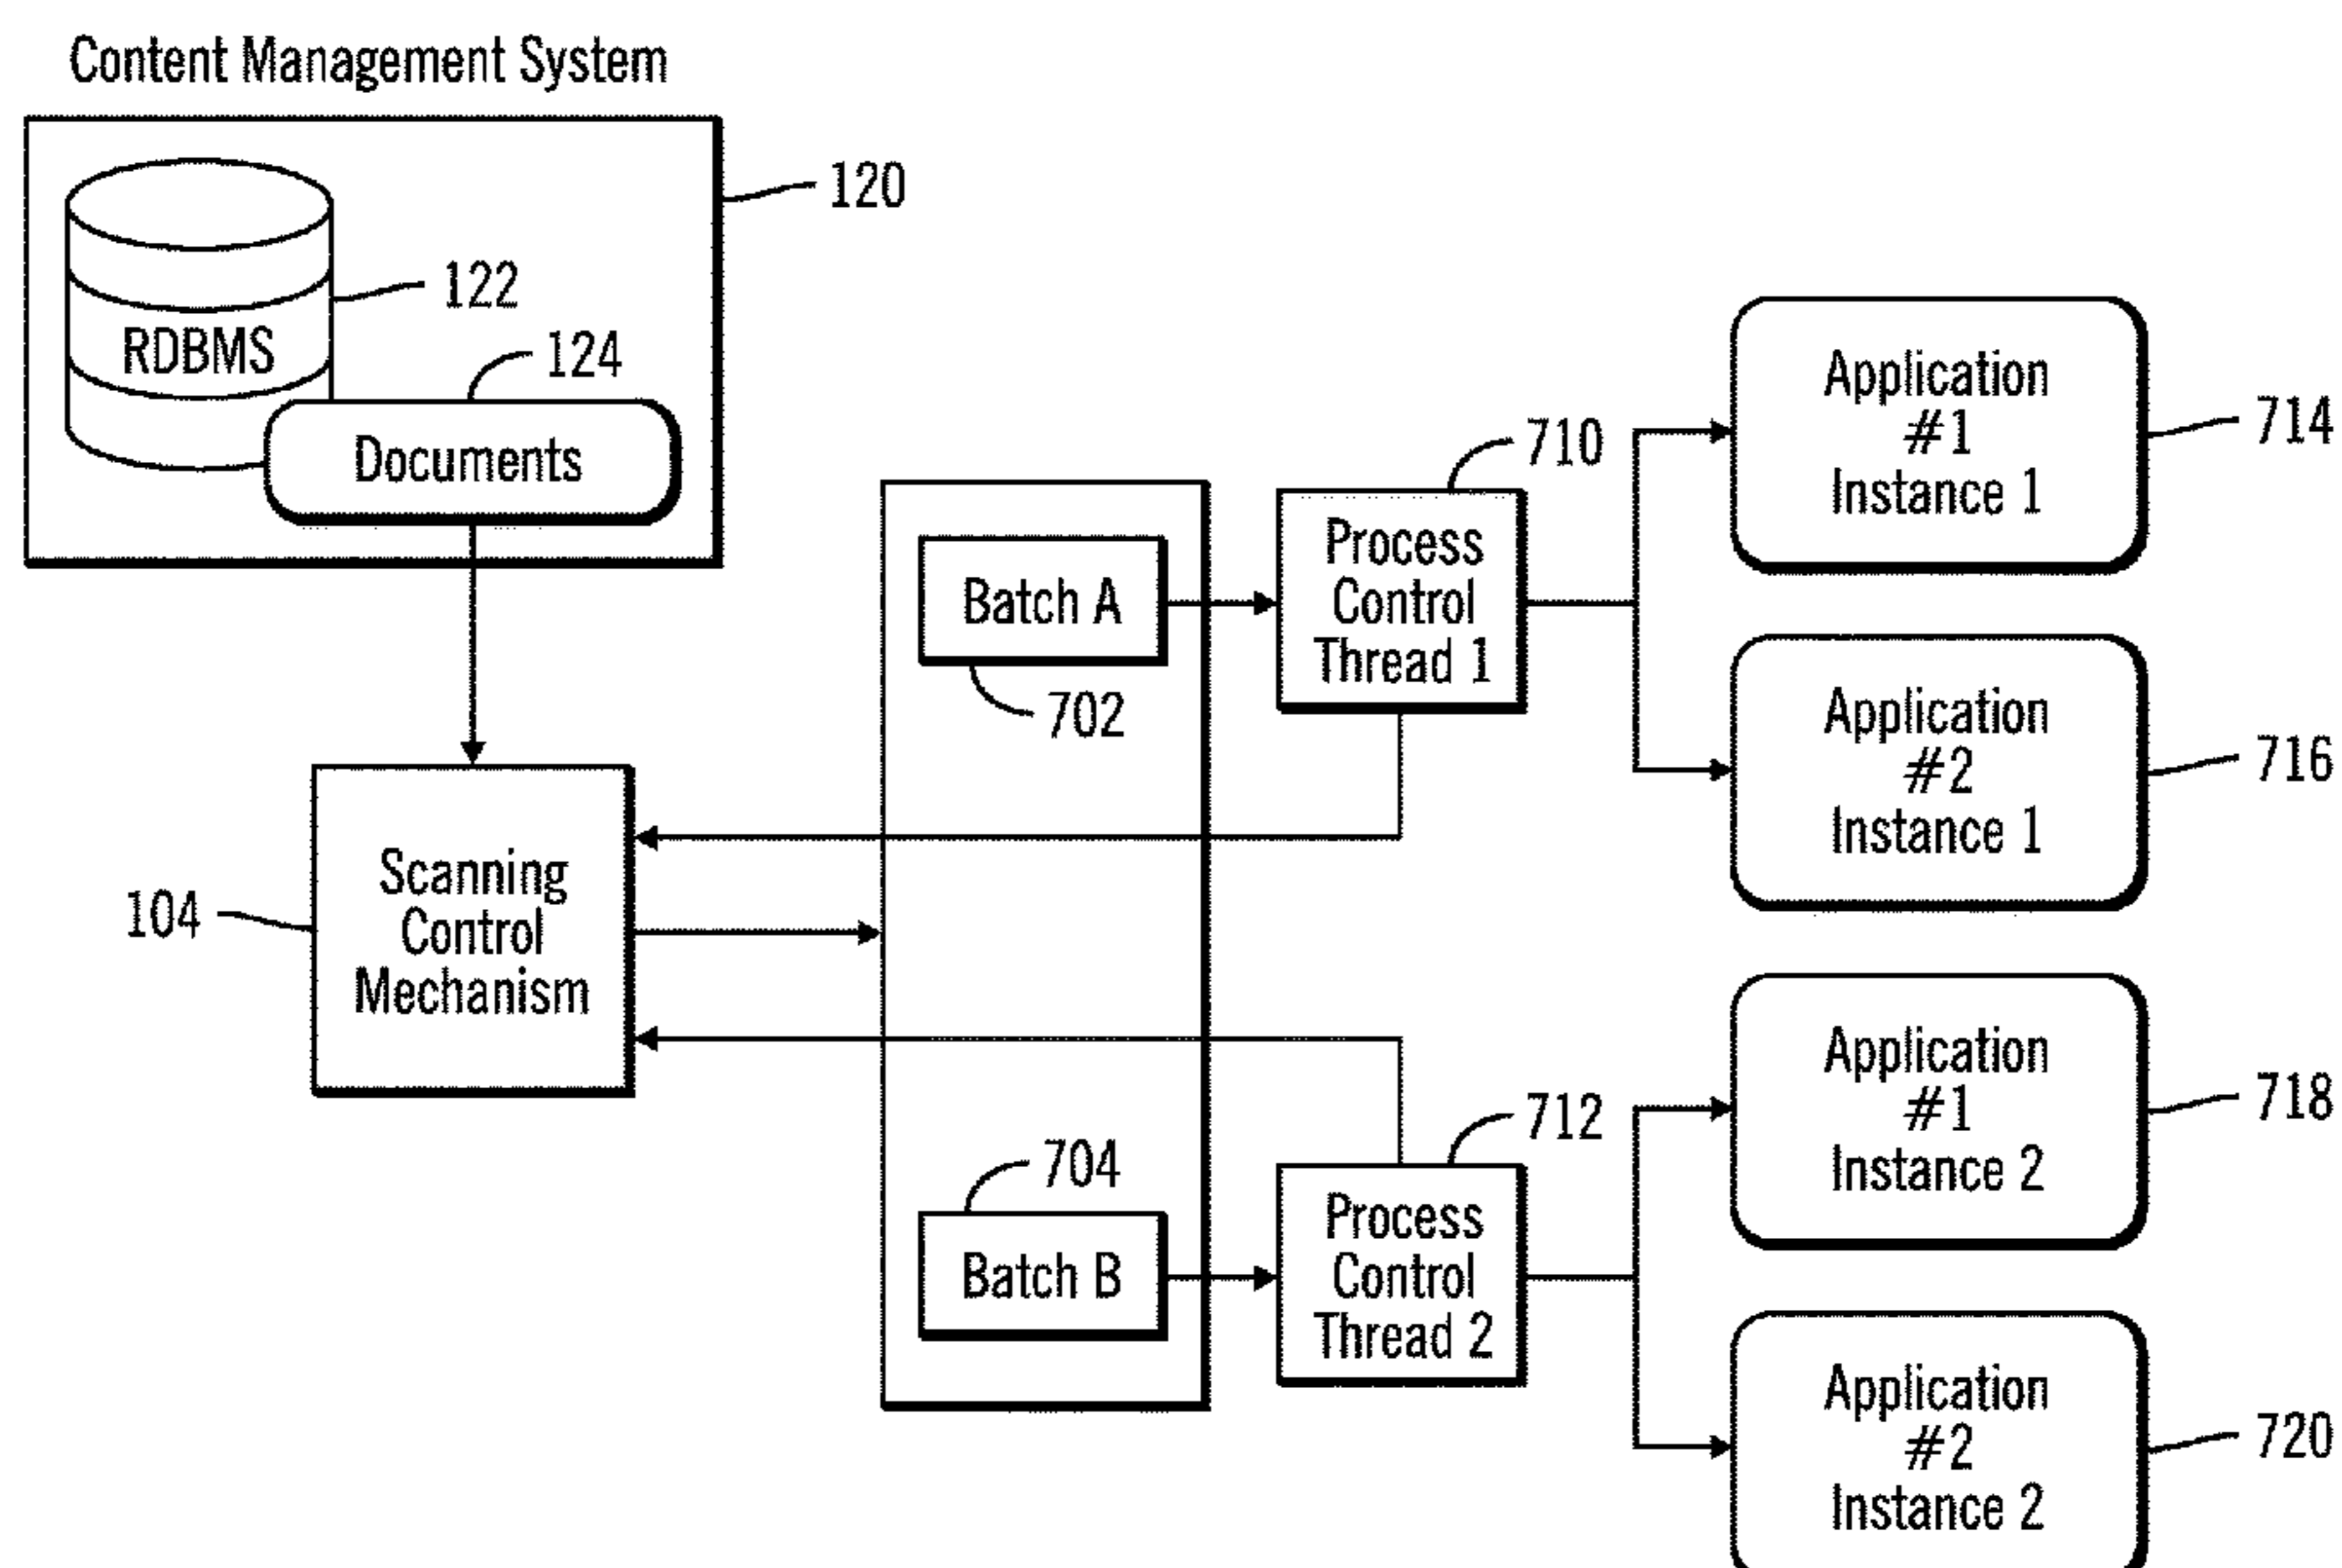 Content Management System
120
122
RDBMS
124
Documents
710
Application
#1
Instance 1
714
Batch A
702
Process
Control
Thread 1
Application
#2
Instance 1
716
104
Scanning
Control
Mechanism
Application
#1
Instance 2
718
712
704
Batch B
Process
Control
Thread 2
Application
#2
Instance 2
720